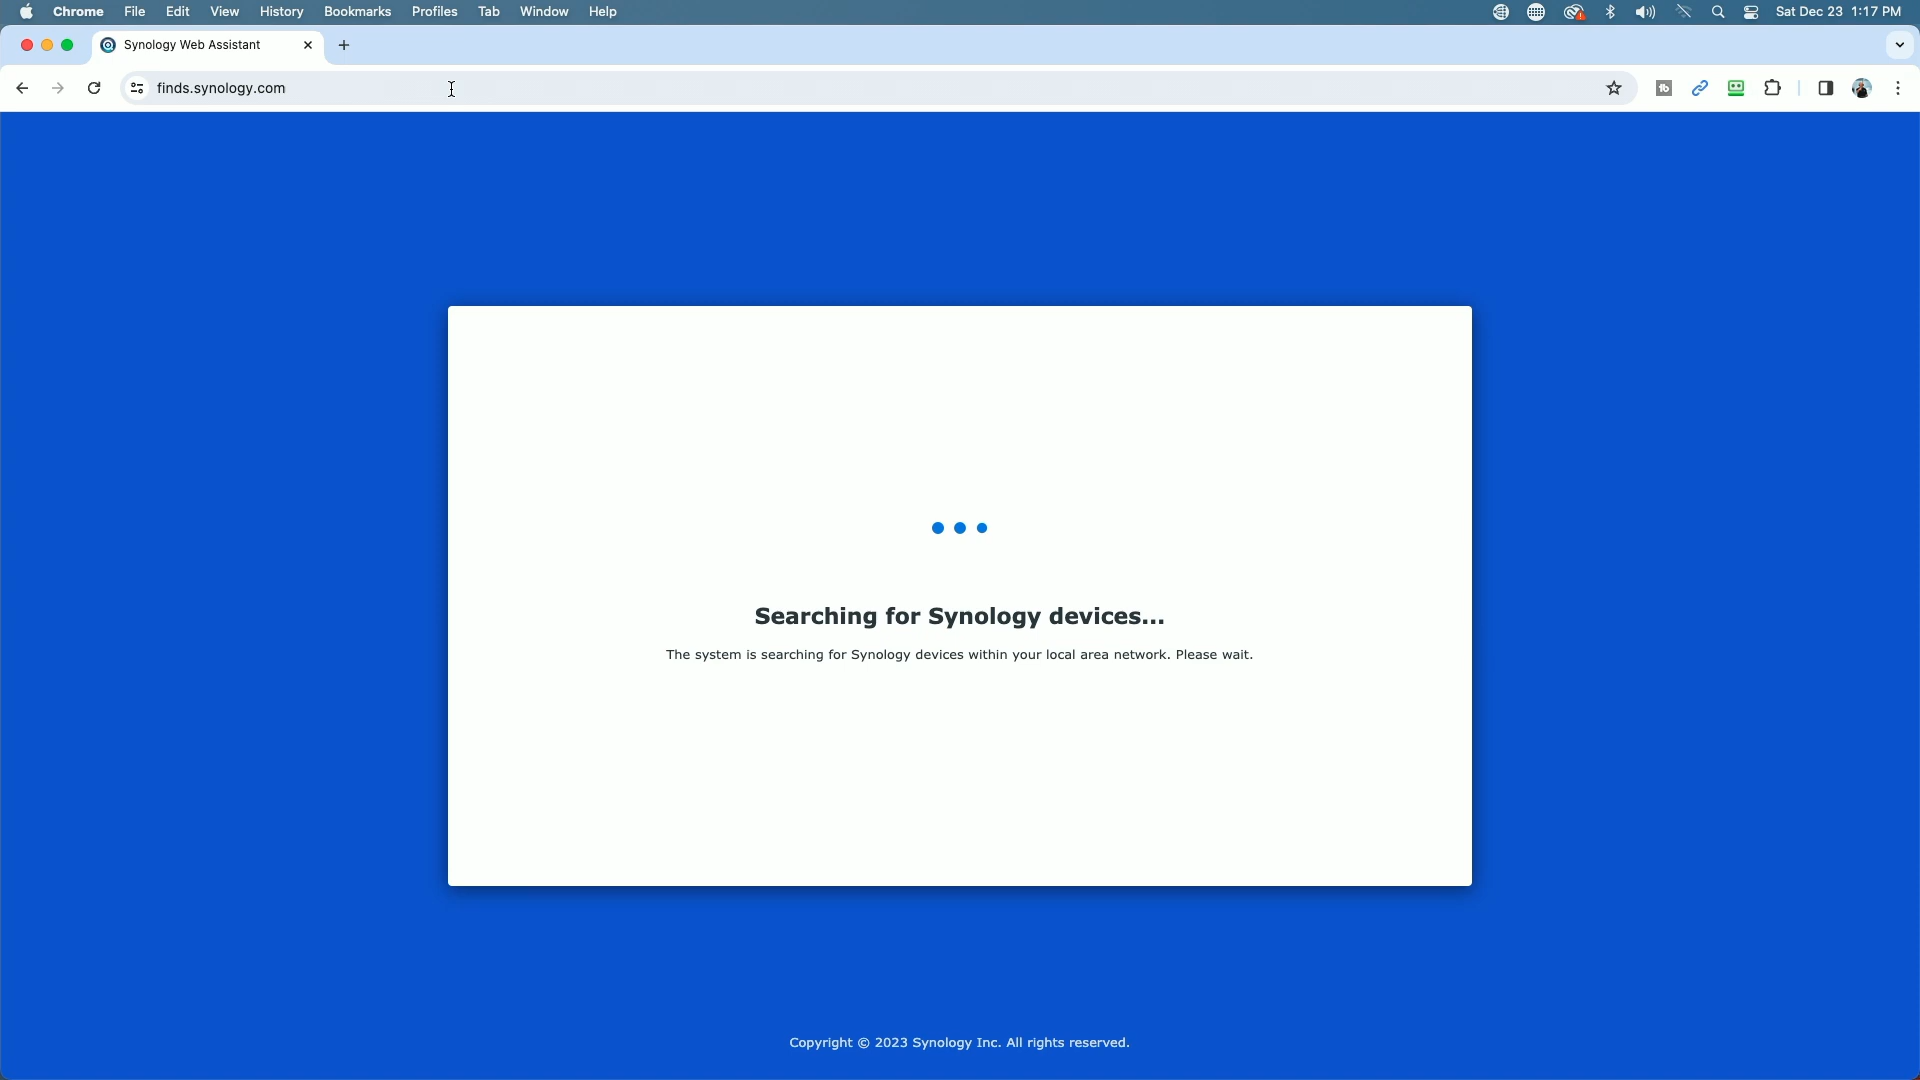 Chrome File Edit View History Bookmarks Profiles Tab Window Help Sat Dec 23 1:17 PM
Synology Web Assistant
finds.synology.com
Searching for Synology devices...
The system is searching for Synology devices within your local area network. Please wait.
Copyright © 2023 Synology Inc. All rights reserved.